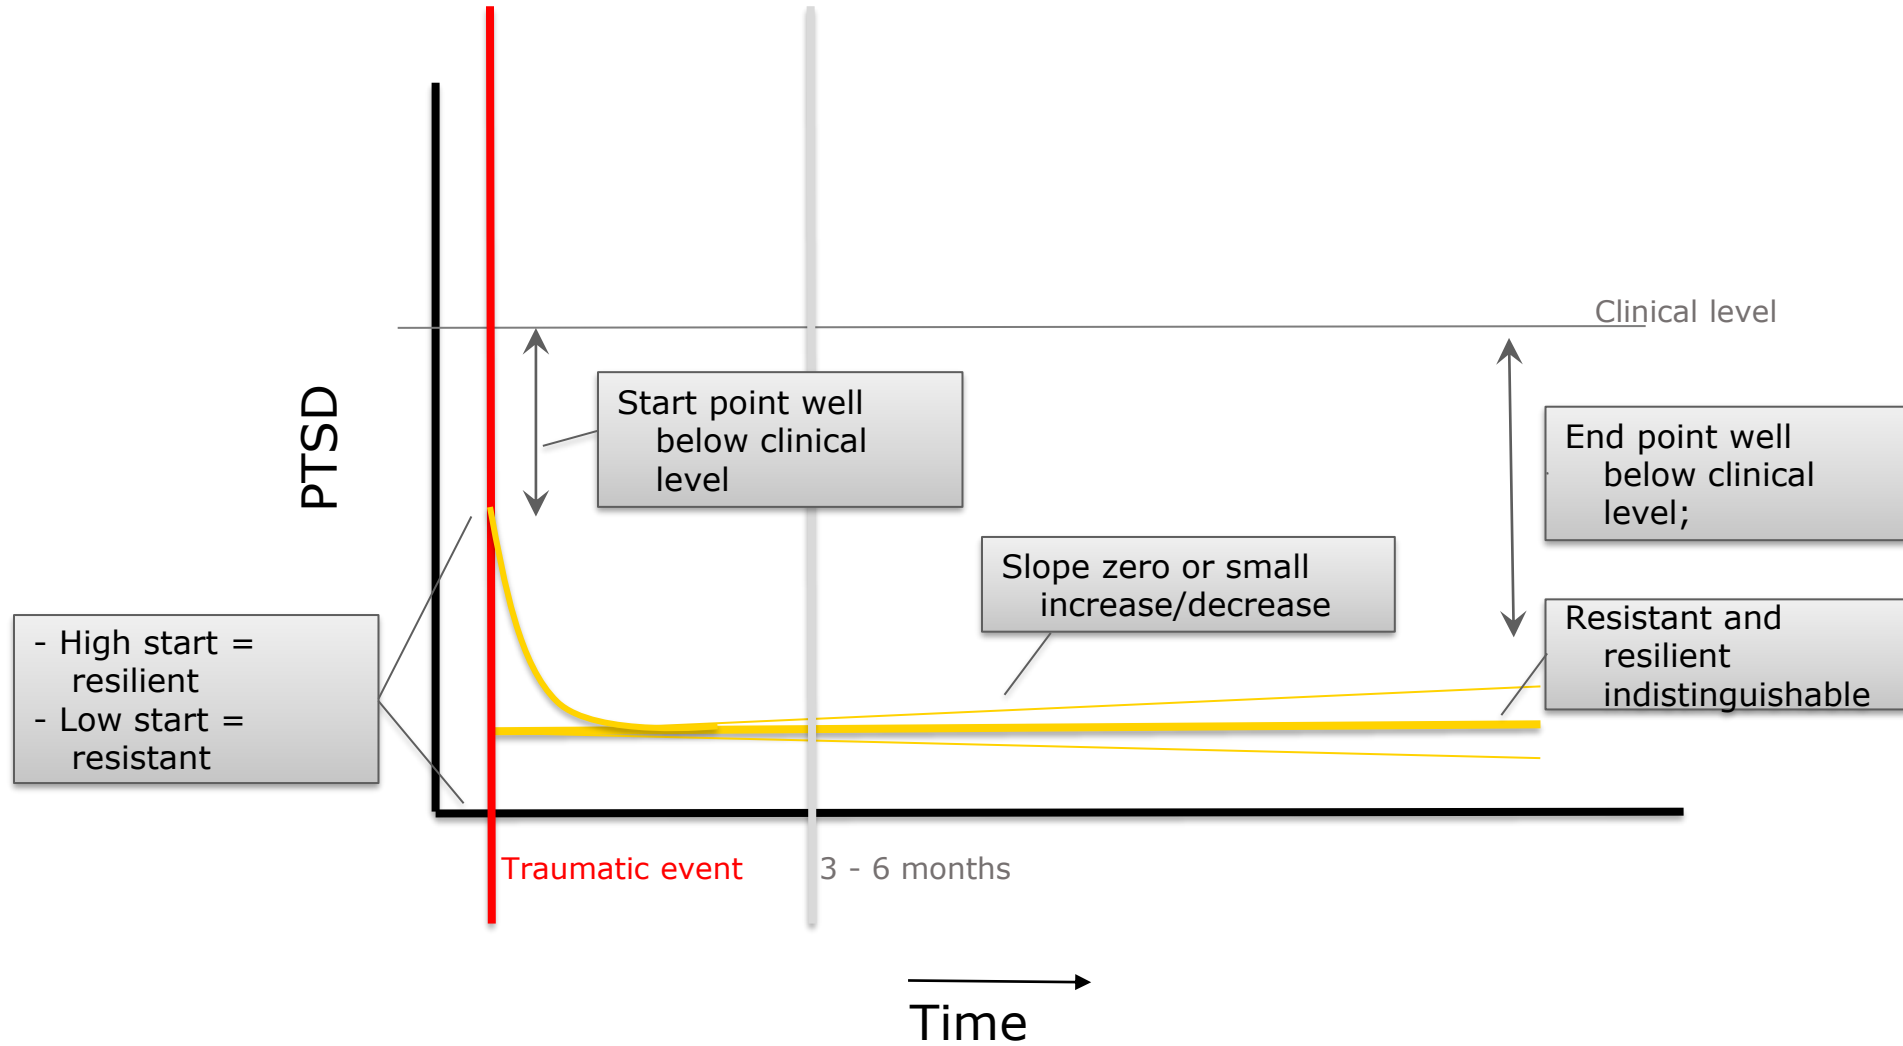 Clinical level
Start point well
below clinical
level
End point well
below clinical
level;
PTSD
Slope zero or small
increase/decrease
Resistant and
resilient
indistinguishable
- High start =
resilient
- Low start =
resistant
Traumatic event
3 - 6 months
Time